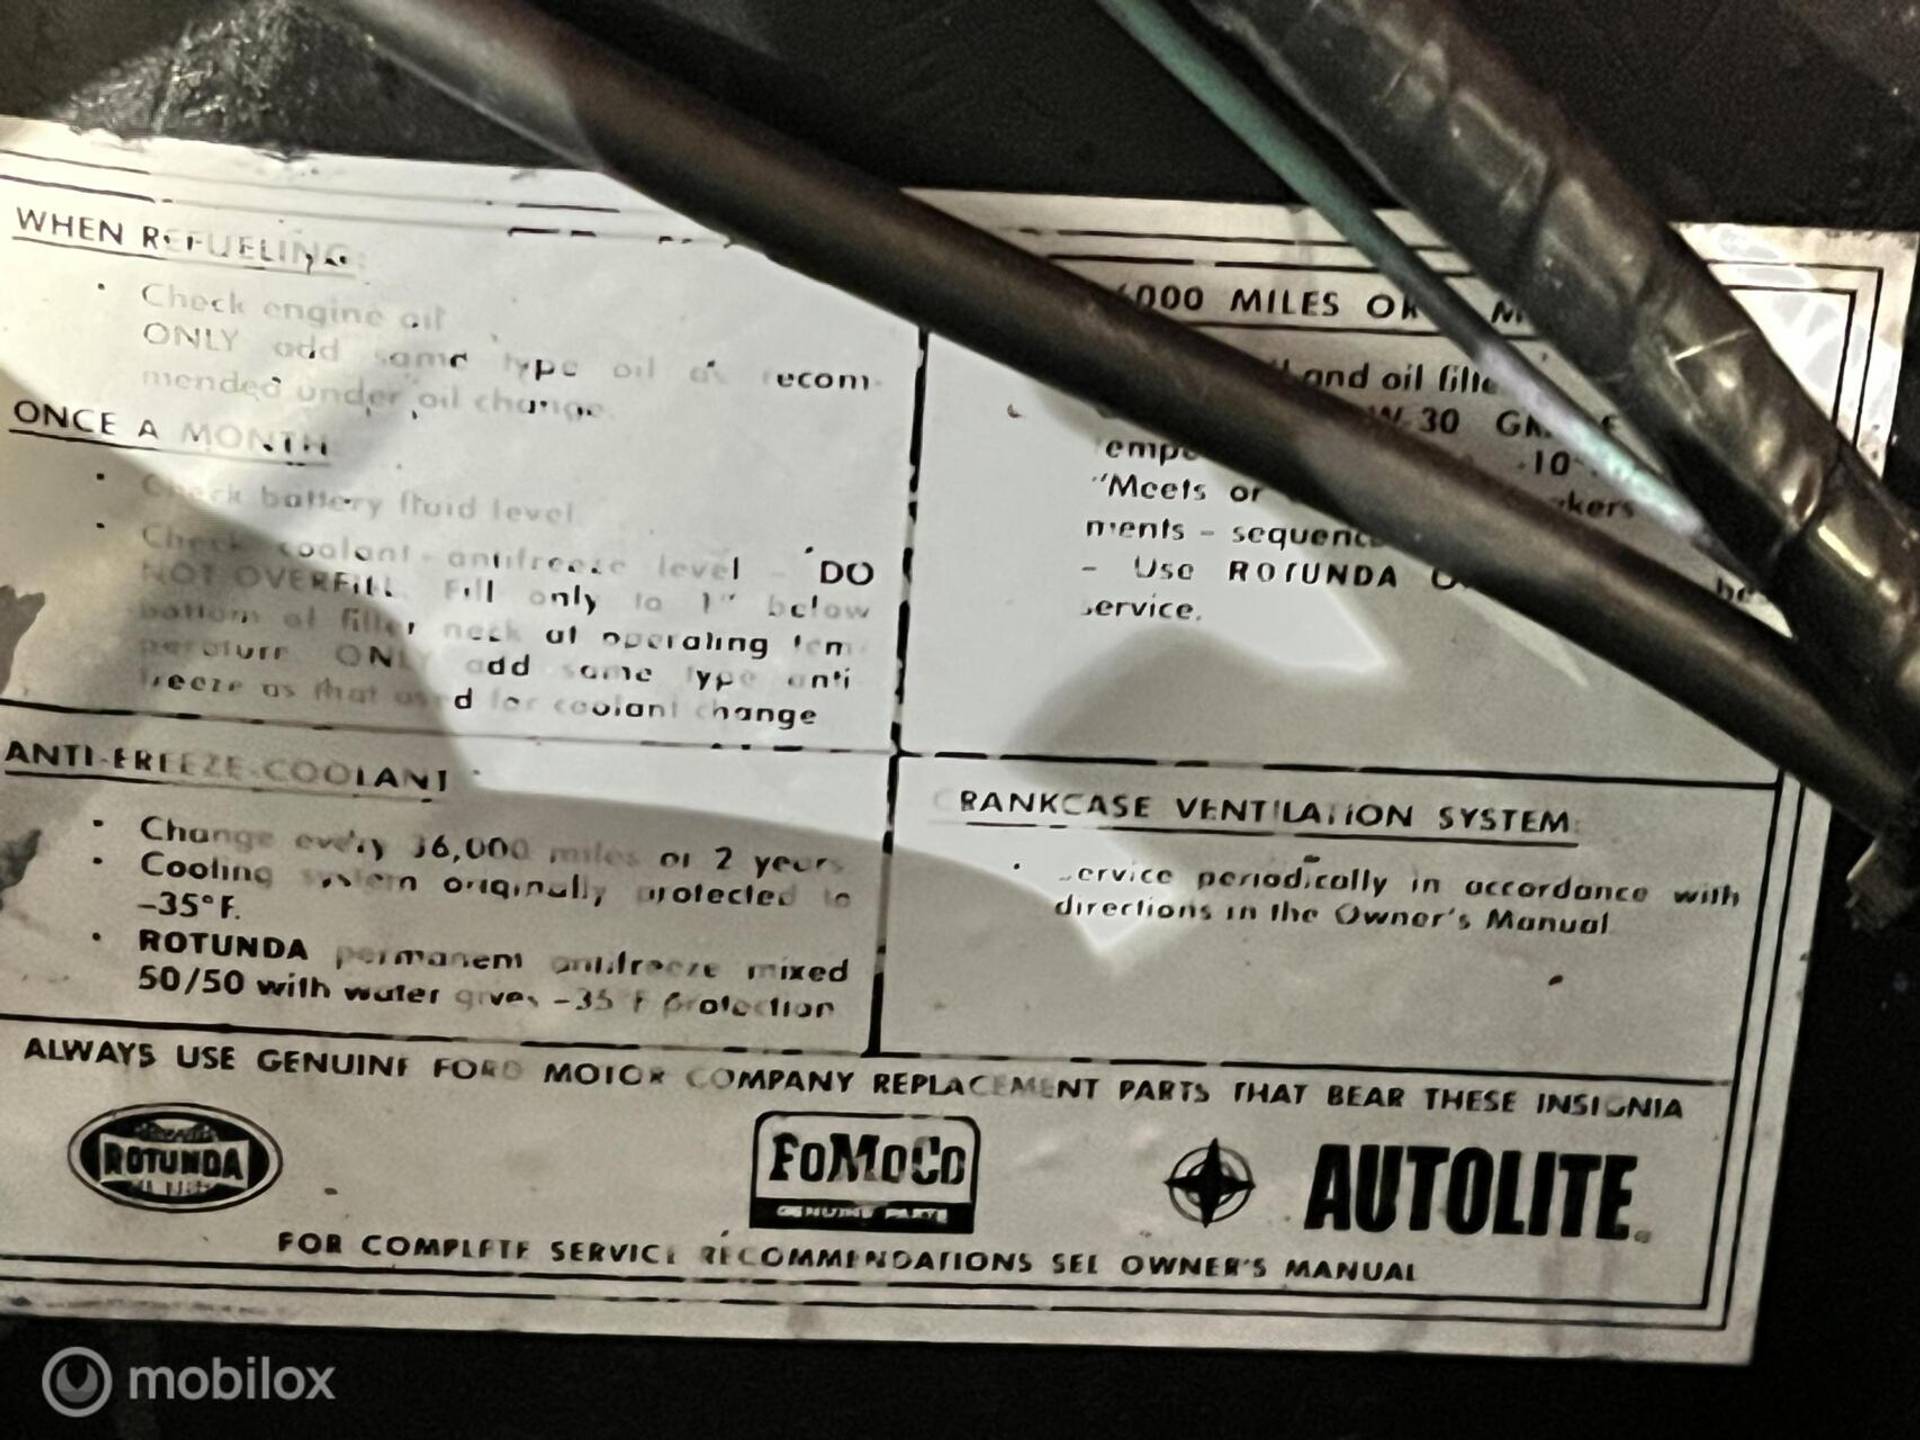 WHEN REFUELING:
• Check engine oil
ONLY add same type oil as recom-
mended under oil change.
ONCE A MONTH
• Check battery fluid level
• Check coolant-antifreeze level - DO
NOT OVERFILL. Fill only to 1" below
bottom of filler neck at operating tem-
perature. ONLY add same type anti
freeze as that used for coolant change
ANTI-FREEZE-COOLANT
• Change every 36,000 miles or 2 years
• Cooling system originally protected to
-35°F.
• ROTUNDA permanent antifreeze mixed
50/50 with water gives -35°F protection
000 MILES OR
and oil
W-30
-10°
"Meets or
ments - sequence
- Use ROTUNDA
service.
CRANKCASE VENTILATION SYSTEM:
• Service periodically in accordance with
directions in the Owner's Manual
ALWAYS USE GENUINE FORD MOTOR COMPANY REPLACEMENT PARTS THAT BEAR THESE INSIGNIA
ROTUNDA
FoMoCo
GENUINE PARTS
AUTOLITE
FOR COMPLETE SERVICE RECOMMENDATIONS SEE OWNER'S MANUAL
mobilox